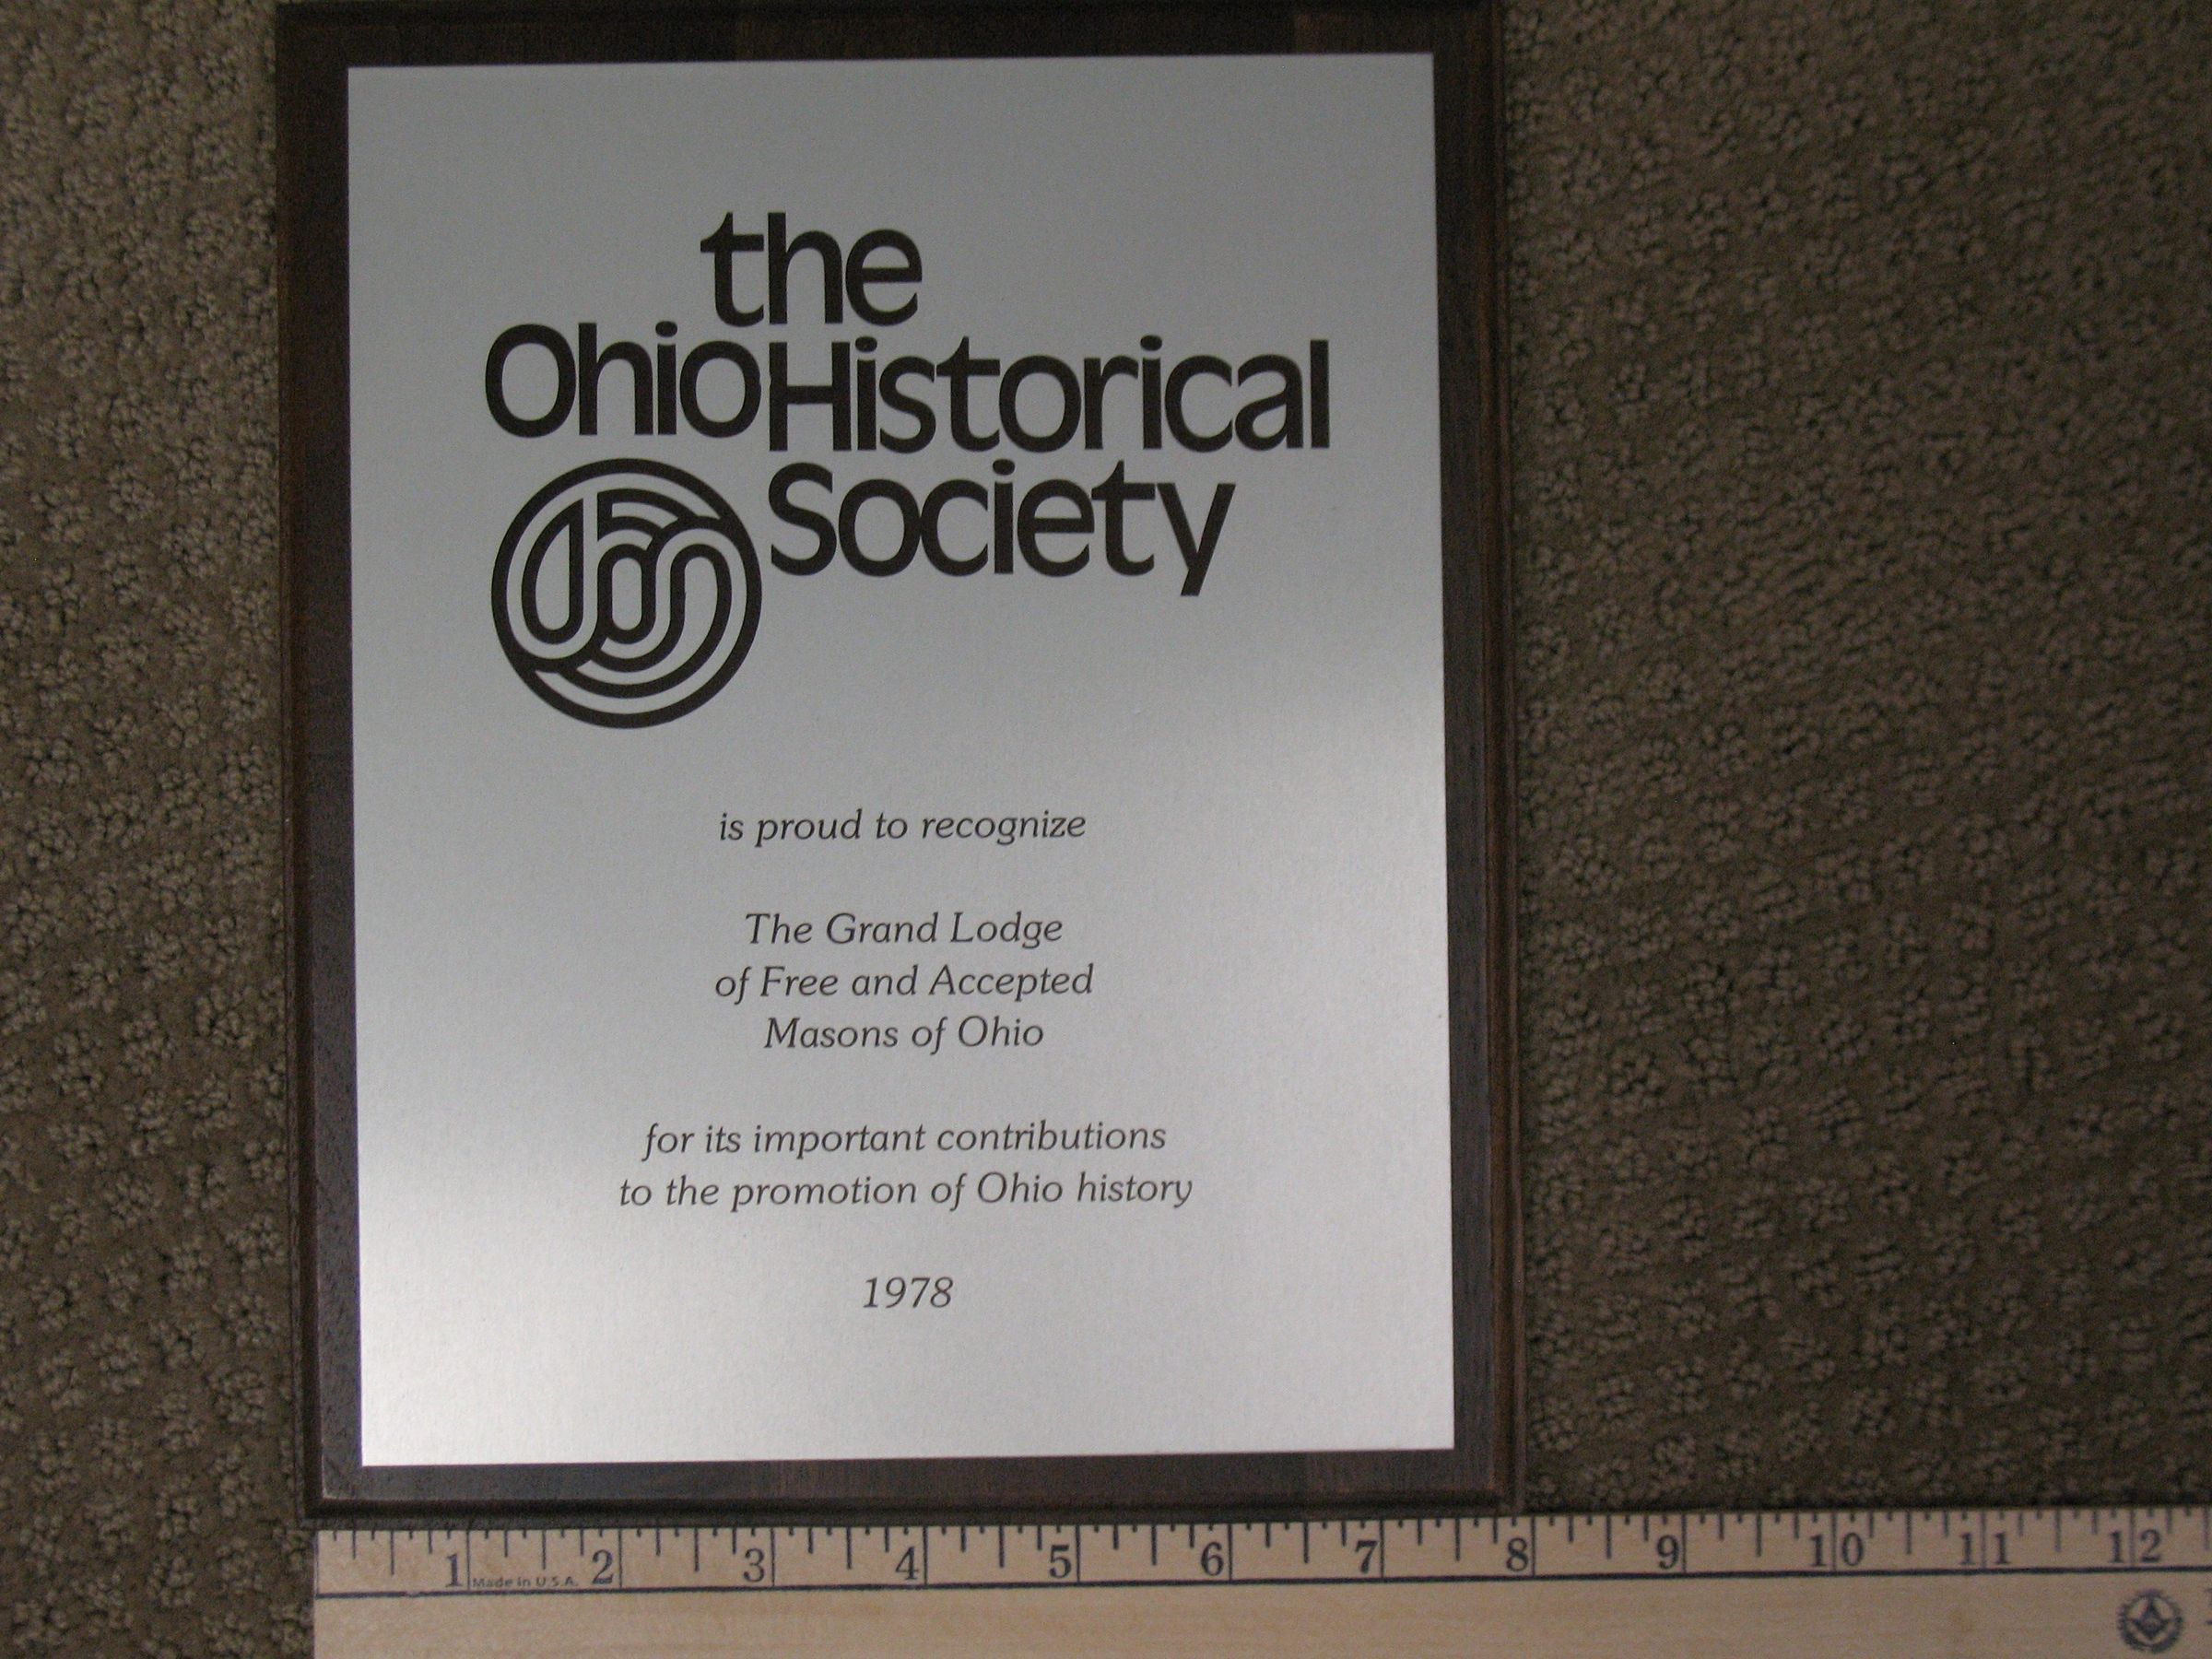 the
Ohio Historical
Society
is proud to recognize
The Grand Lodge
of Free and Accepted
Masons of Ohio
for its important contributions
to the promotion of Ohio history
1978
1 2 3 4 5 6 7 8 9 10 11 12
Made in U.S.A.